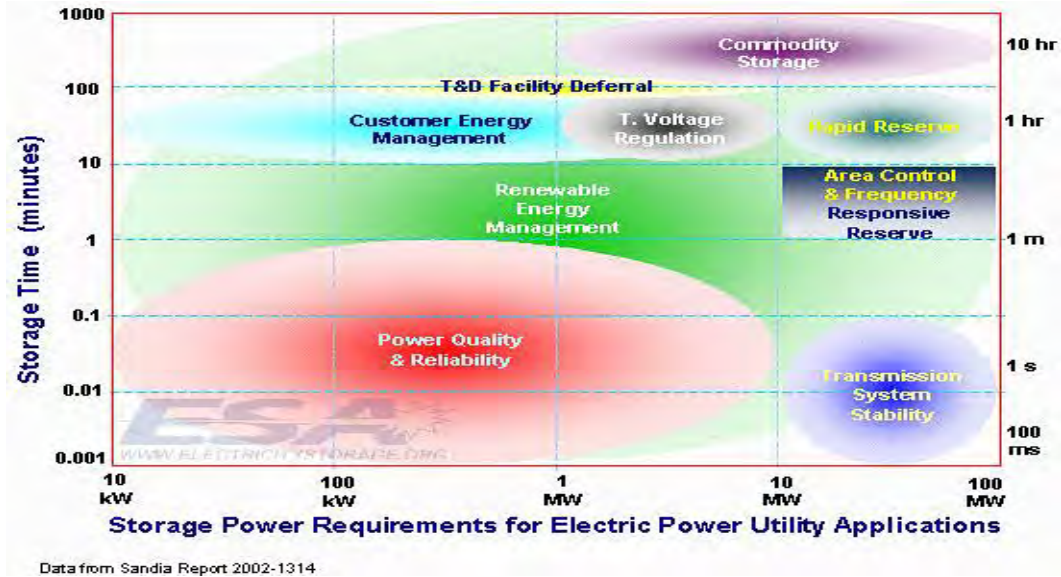 1000
100
10
1
0.1
0.01
0.001
Storage Time (minutes)
10 hr
1 hr
1 m
1 s
100
ms
Commodity
Storage
T&D Facility Deferral
Customer Energy
Management
T. Voltage
Regulation
Rapid Reserve
Renewable
Energy
Management
Area Control
& Frequency
Responsive
Reserve
Power Quality
& Reliability
Transmission
System
Stability
ESA
WWW.ELECTRICITYSTORAGE.ORG
10
kW
100
kW
1
MW
10
MW
100
MW
Storage Power Requirements for Electric Power Utility Applications
Data from Sandia Report 2002-1314